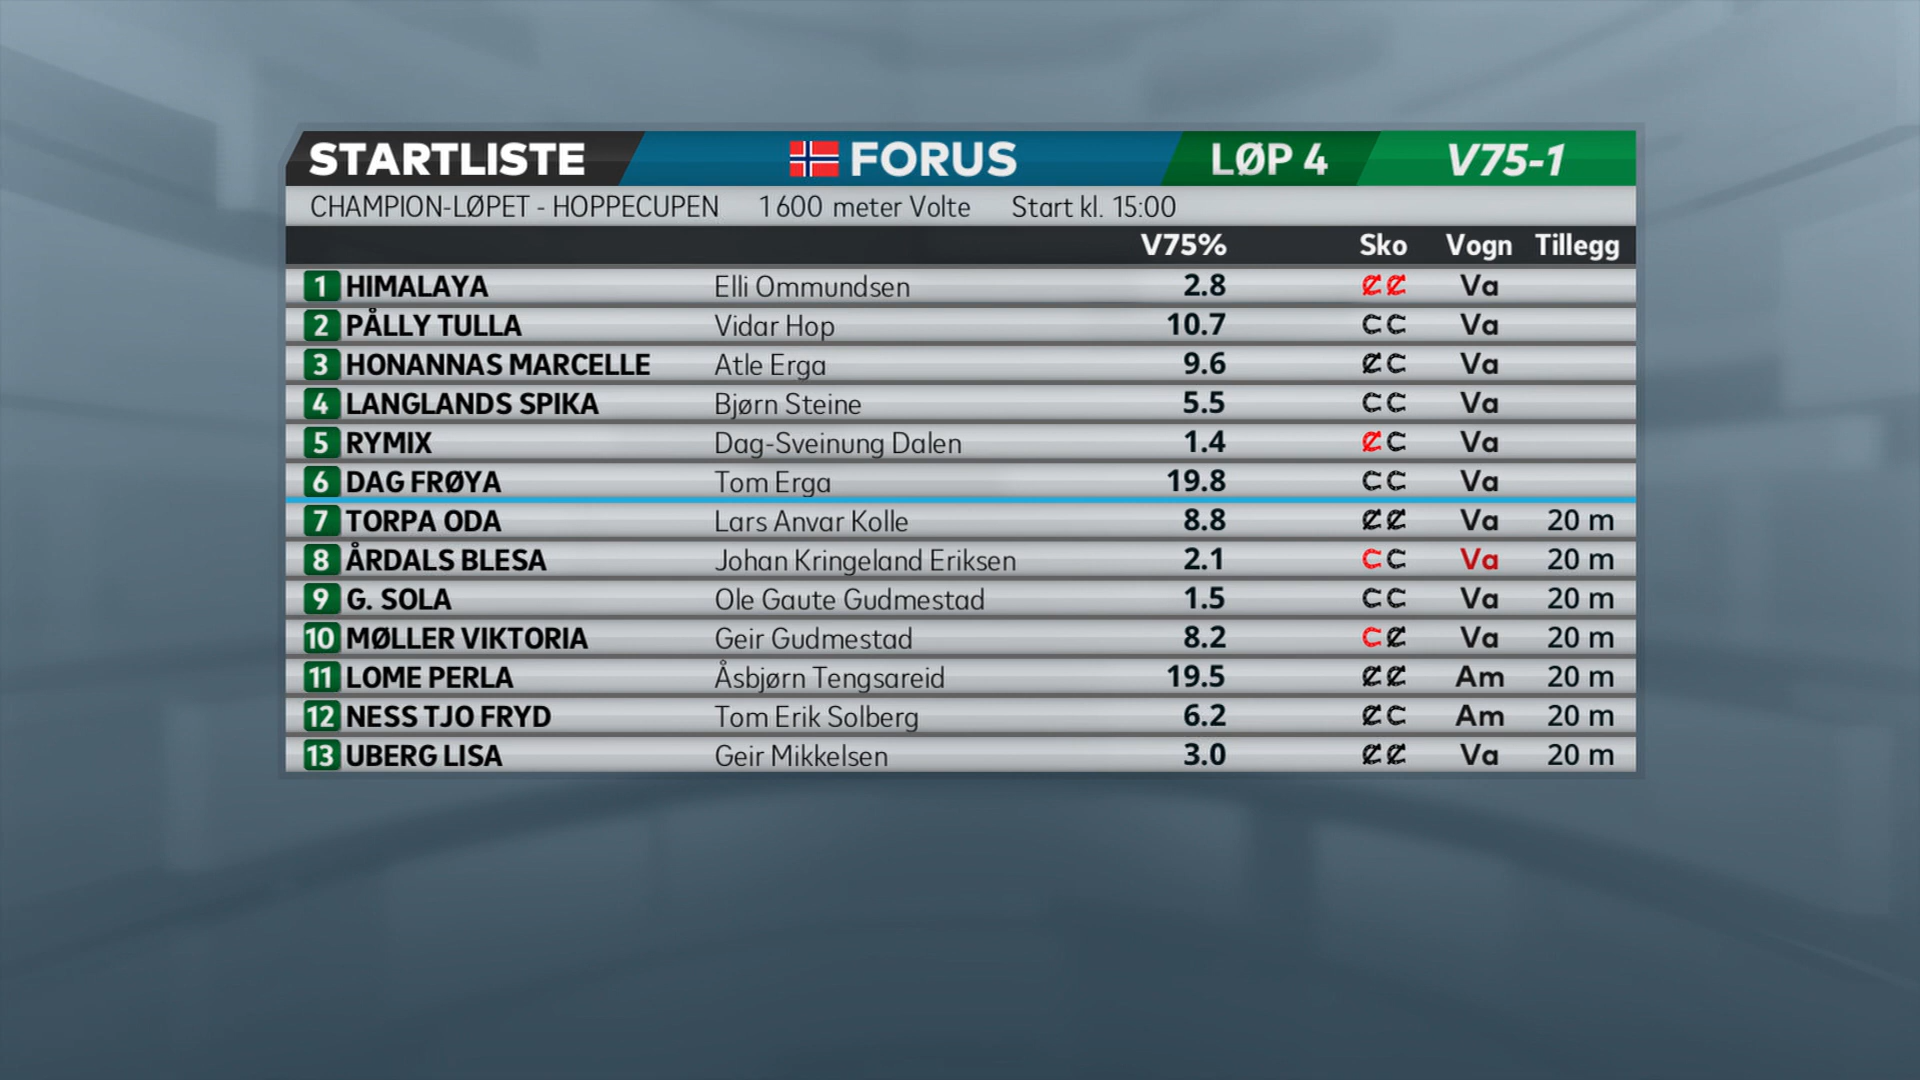 STARTLISTE FORUS LØP 4 V75-1
CHAMPION-LØPET - HOPPECUPEN 1600 meter Volte Start kl. 15:00
V75% Sko Vogn Tillegg
1 HIMALAYA Elli Ommundsen 2.8 Va
2 PÅLLY TULLA Vidar Hop 10.7 Va
3 HONANNAS MARCELLE Atle Erga 9.6 Va
4 LANGLANDS SPIKA Bjørn Steine 5.5 Va
5 RYMIX Dag-Sveinung Dalen 1.4 Va
6 DAG FRØYA Tom Erga 19.8 Va
7 TORPA ODA Lars Anvar Kolle 8.8 Va 20 m
8 ÅRDALS BLESA Johan Kringeland Eriksen 2.1 Va 20 m
9 G. SOLA Ole Gaute Gudmestad 1.5 Va 20 m
10 MØLLER VIKTORIA Geir Gudmestad 8.2 Va 20 m
11 LOME PERLA Åsbjørn Tengsareid 19.5 Am 20 m
12 NESS TJO FRYD Tom Erik Solberg 6.2 Am 20 m
13 UBERG LISA Geir Mikkelsen 3.0 Va 20 m